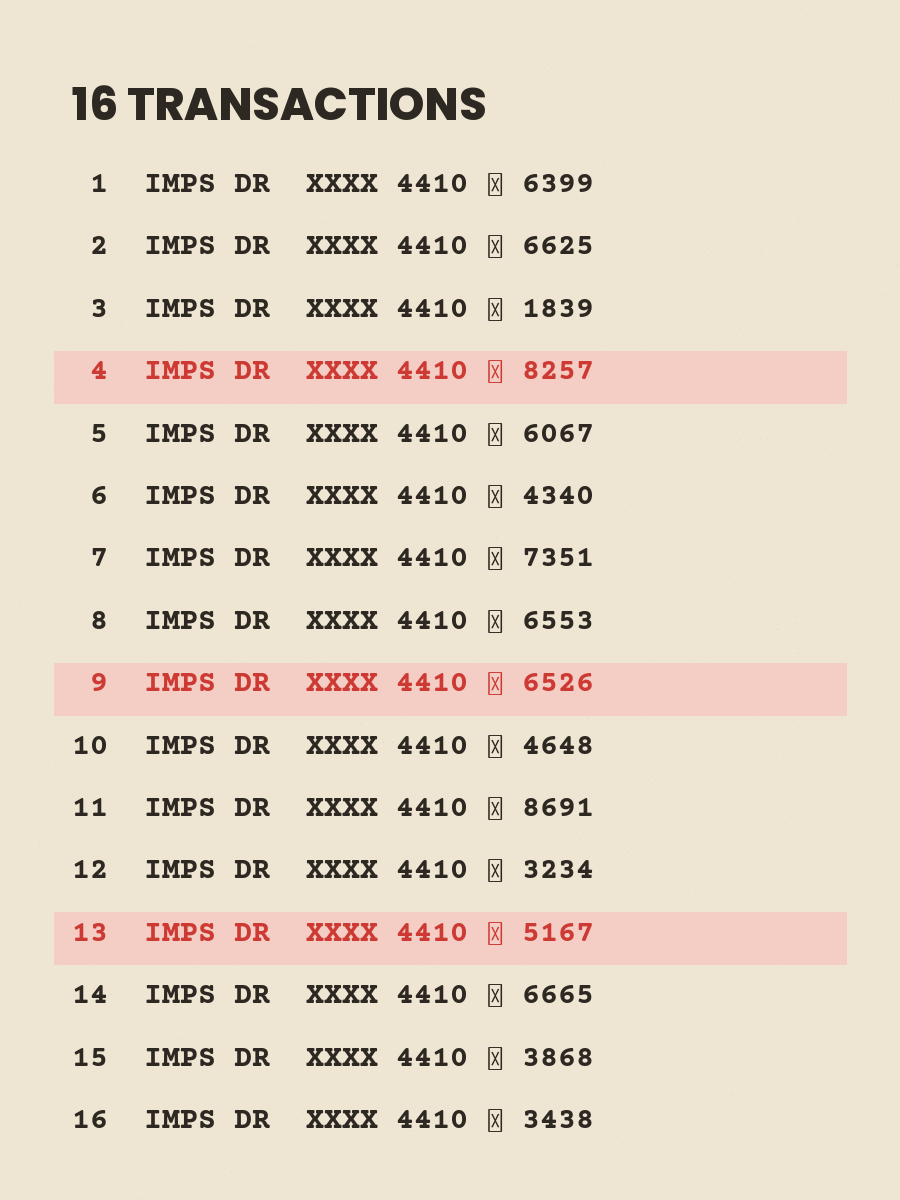 16 TRANSACTIONS
1 IMPS DR XXXX 4410 6399
2 IMPS DR XXXX 4410 6625
3 IMPS DR XXXX 4410 1839
4 IMPS DR XXXX 4410 8257
5 IMPS DR XXXX 4410 6067
6 IMPS DR XXXX 4410 4340
7 IMPS DR XXXX 4410 7351
8 IMPS DR XXXX 4410 6553
9 IMPS DR XXXX 4410 6526
10 IMPS DR XXXX 4410 4648
11 IMPS DR XXXX 4410 8691
12 IMPS DR XXXX 4410 3234
13 IMPS DR XXXX 4410 5167
14 IMPS DR XXXX 4410 6665
15 IMPS DR XXXX 4410 3868
16 IMPS DR XXXX 4410 3438